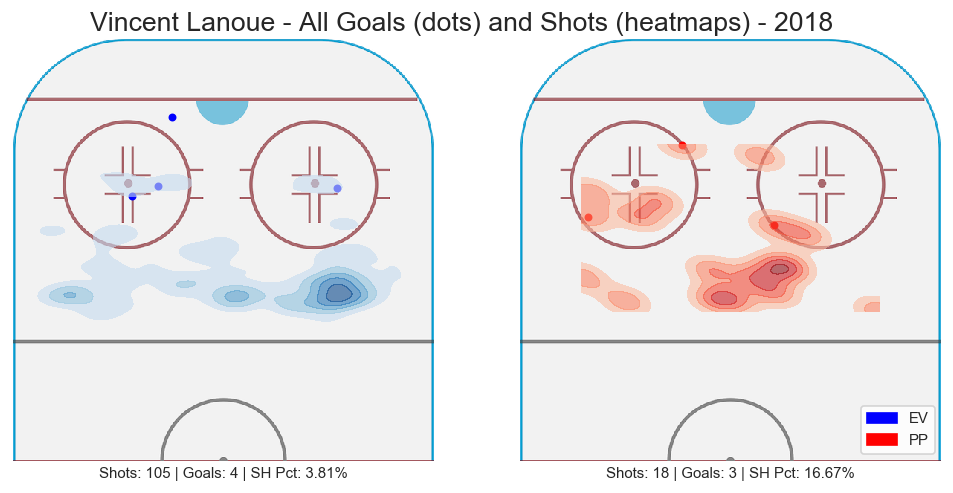 Vincent Lanoue - All Goals (dots) and Shots (heatmaps) - 2018
EV
PP
Shots: 105 | Goals: 4 | SH Pct: 3.81%
Shots: 18 | Goals: 3 | SH Pct: 16.67%